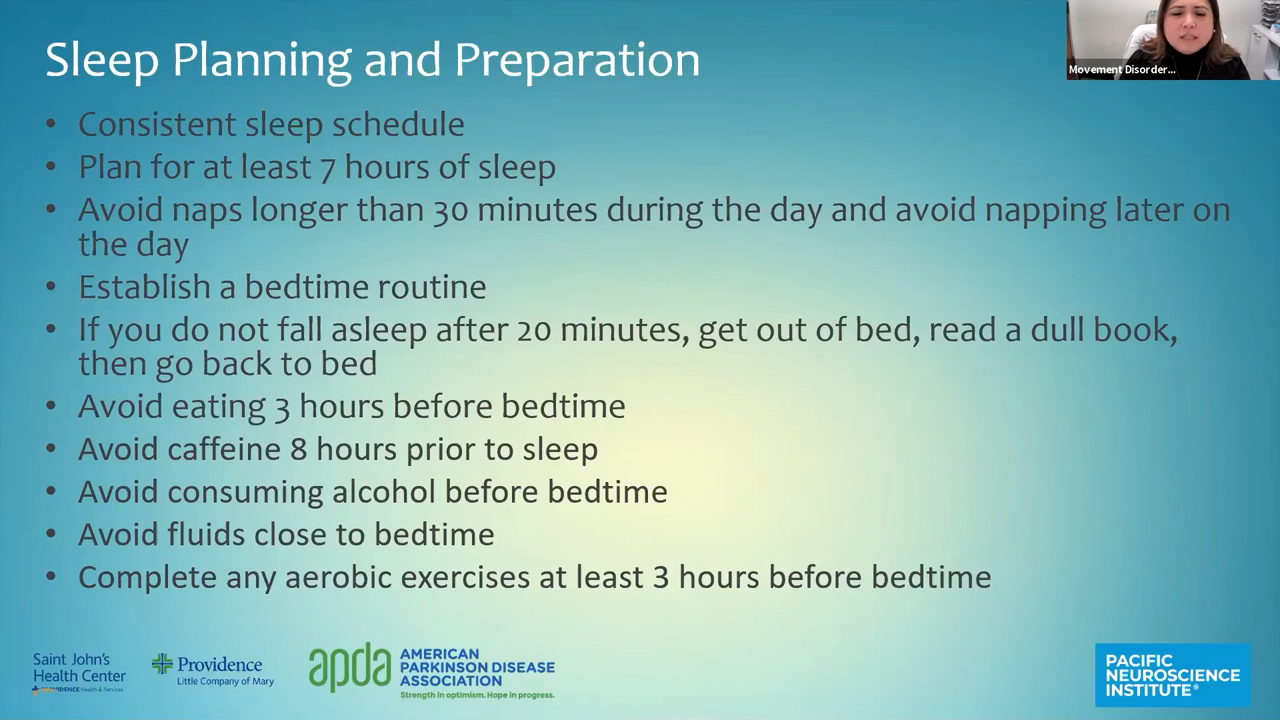 Sleep Planning and Preparation
Movement Disorder...
• Consistent sleep schedule
• Plan for at least 7 hours of sleep
• Avoid naps longer than 30 minutes during the day and avoid napping later on
the day
• Establish a bedtime routine
• If you do not fall asleep after 20 minutes, get out of bed, read a dull book,
then go back to bed
• Avoid eating 3 hours before bedtime
• Avoid caffeine 8 hours prior to sleep
• Avoid consuming alcohol before bedtime
• Avoid fluids close to bedtime
• Complete any aerobic exercises at least 3 hours before bedtime
Saint John's
Health Center
PROVIDENCE Health & Services
Providence
Little Company of Mary
apda
AMERICAN
PARKINSON DISEASE
ASSOCIATION
Strength in optimism. Hope in progress.
PACIFIC
NEUROSCIENCE
INSTITUTE®